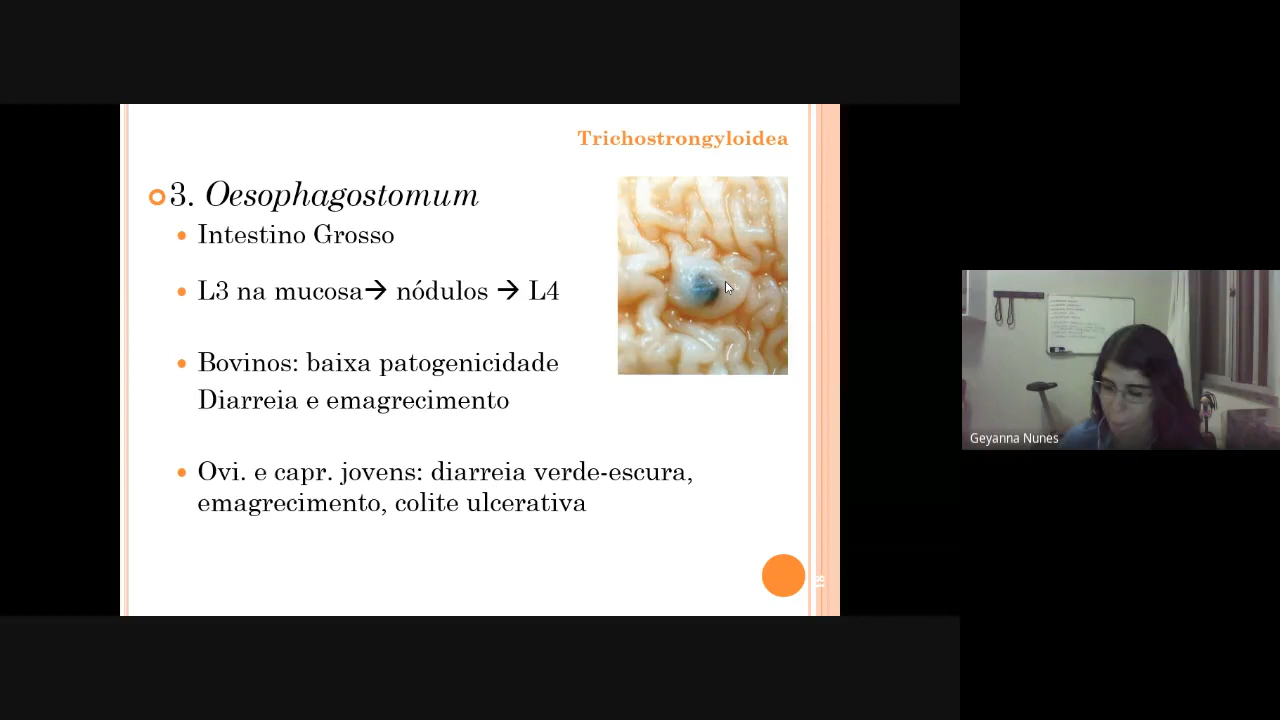 Trichostrongyloidea
3. Oesophagostomum
Intestino Grosso
L3 na mucosa→ nódulos → L4
Bovinos: baixa patogenicidade
Diarreia e emagrecimento
Ovi. e capr. jovens: diarreia verde-escura,
emagrecimento, colite ulcerativa
Geyanna Nunes